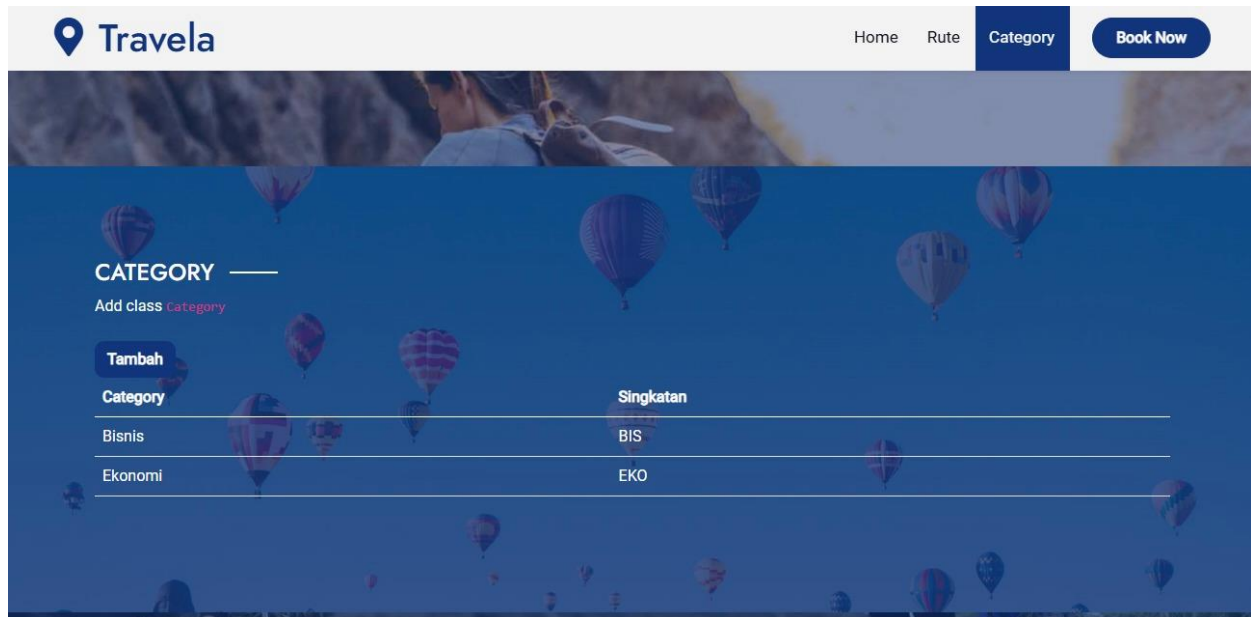 Travela
Home Rute Category Book Now
CATEGORY
Add class Category
Tambah
Category Singkatan
Bisnis BIS
Ekonomi EKO